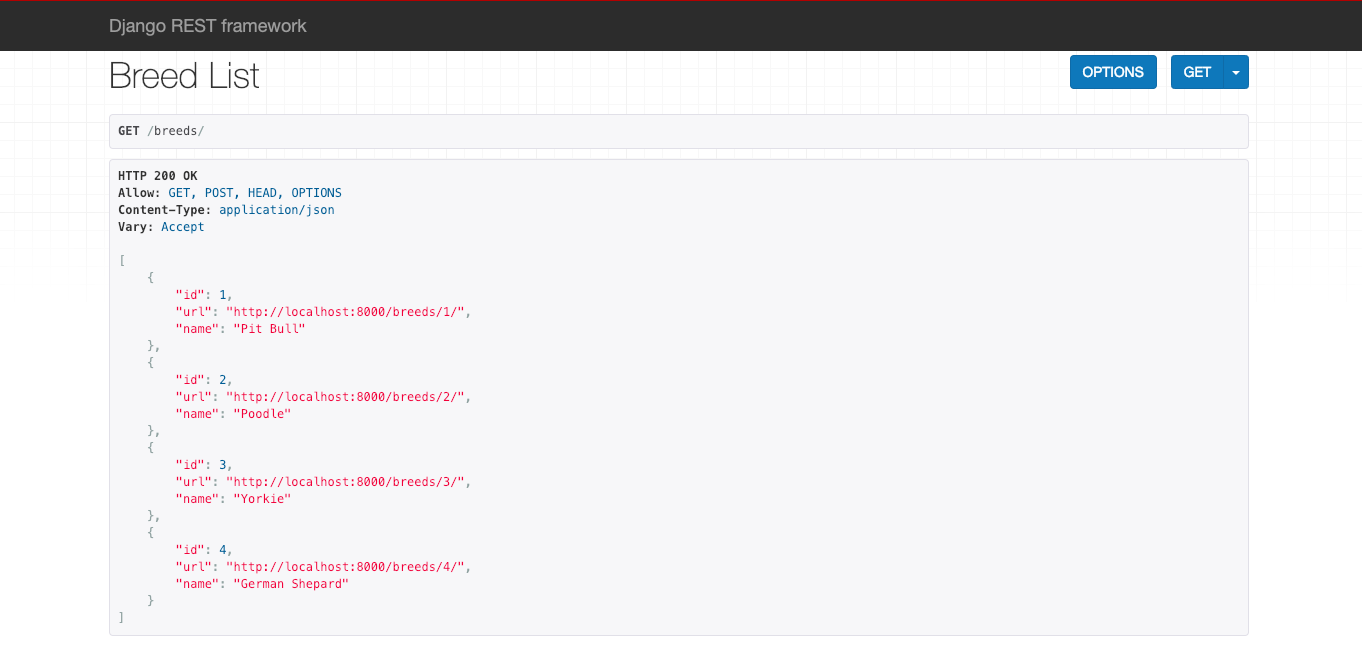 Django REST framework
Breed List
OPTIONS
GET
GET /breeds/
HTTP 200 OK
Allow: GET, POST, HEAD, OPTIONS
Content-Type: application/json
Vary: Accept
[
    {
        "id": 1,
        "url": "http://localhost:8000/breeds/1/",
        "name": "Pit Bull"
    },
    {
        "id": 2,
        "url": "http://localhost:8000/breeds/2/",
        "name": "Poodle"
    },
    {
        "id": 3,
        "url": "http://localhost:8000/breeds/3/",
        "name": "Yorkie"
    },
    {
        "id": 4,
        "url": "http://localhost:8000/breeds/4/",
        "name": "German Shepard"
    }
]